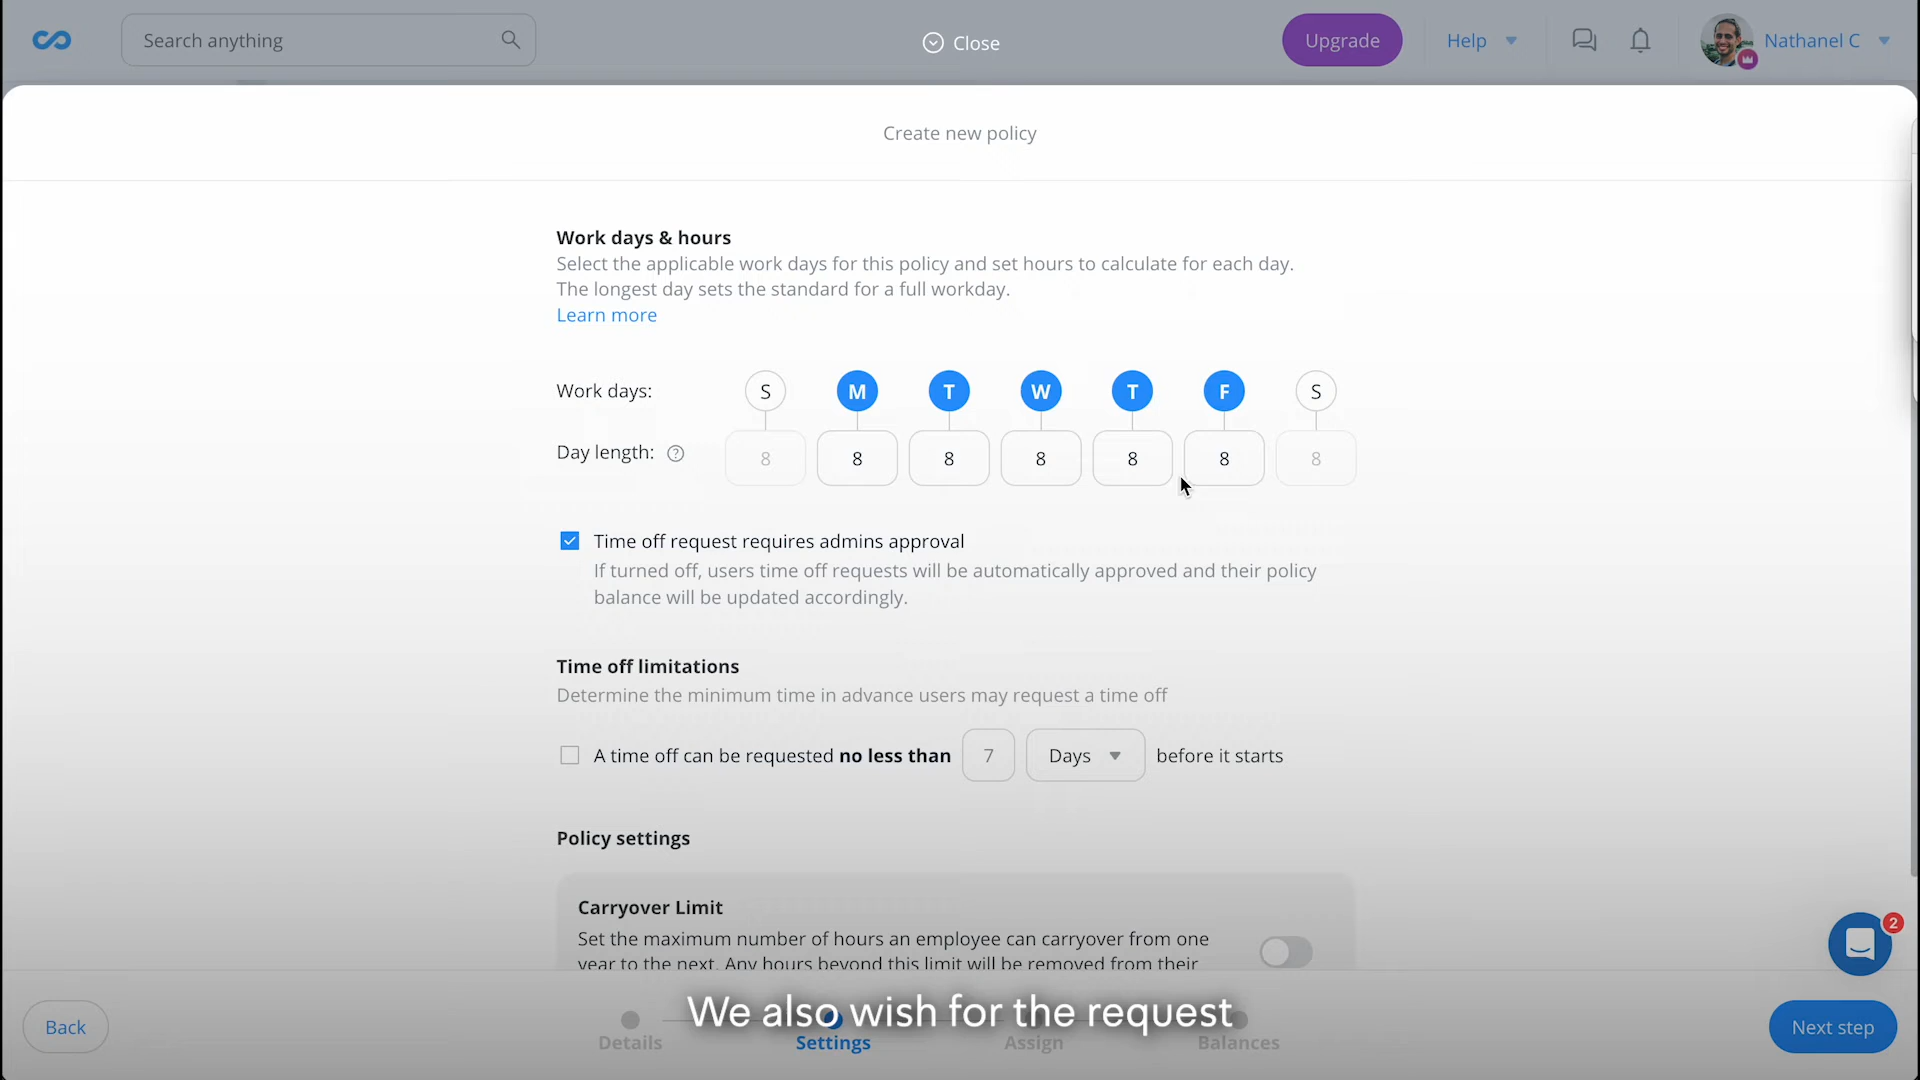 Search anything
Close
Upgrade
Help
Nathanel C
Create new policy
Work days & hours
Select the applicable work days for this policy and set hours to calculate for each day.
The longest day sets the standard for a full workday.
Learn more
Work days: S M T W T F S
Day length: ? 8 8 8 8 8 8 8
Time off request requires admins approval
If turned off, users time off requests will be automatically approved and their policy
balance will be updated accordingly.
Time off limitations
Determine the minimum time in advance users may request a time off
A time off can be requested no less than 7 Days before it starts
Policy settings
Carryover Limit
Set the maximum number of hours an employee can carryover from one
year to the next. Any hours beyond this limit will be removed from their
2
We also wish for the request
Back
Details
Settings
Assign
Balances
Next step